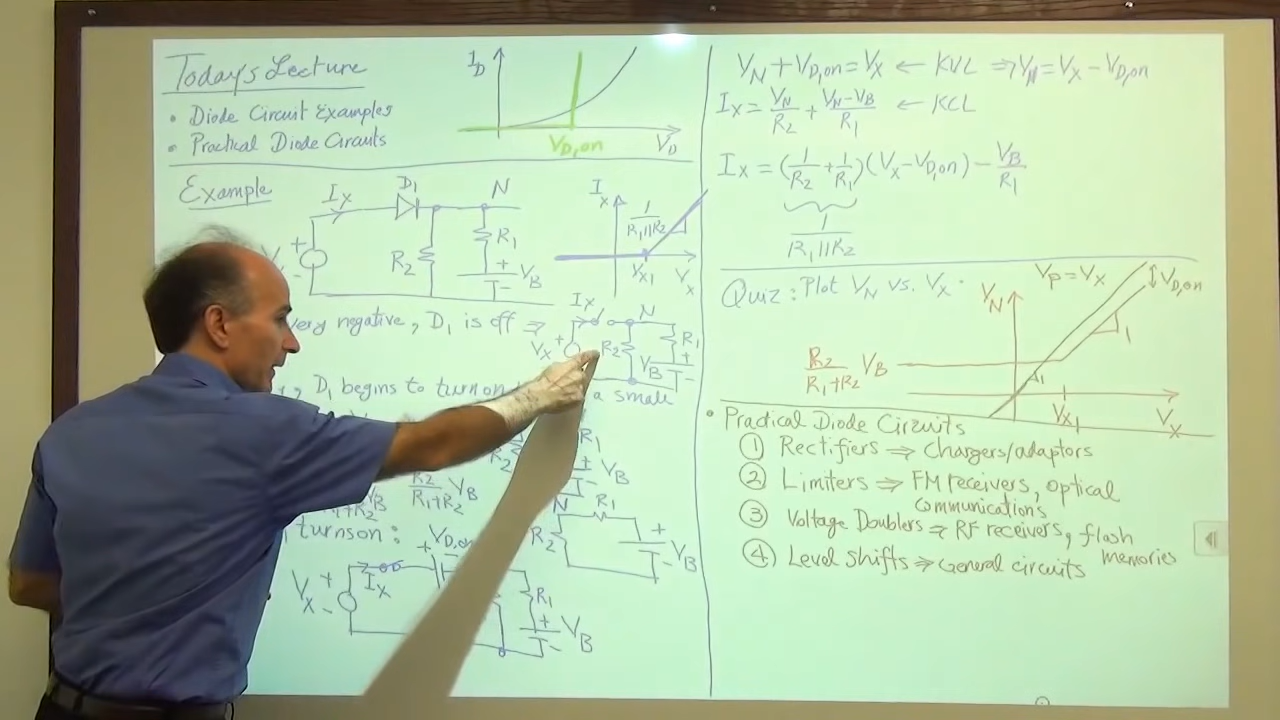 Today's Lecture
• Diode Circuit Examples
• Practical Diode Circuits
I_D
V_D,on
V_D
Example
I_X
D_1
N
R_2
R_1
V_B
+
-
I_X
1
R_1||R_2
V_X1
V_X
very negative, D_1 is off ⇒
I_X
N
V_X
R_2
R_1
V_B
, D_1 begins to turn on
a small
R_2
R_1
V_B
R_2
R_1+R_2
V_B
turns on:
N
R_1
R_2
V_B
V_X
I_X
V_D,on
R_1
V_B
V_N + V_D,on = V_X ← KVL ⇒ V_N = V_X - V_D,on
I_X = V_N/R_2 + V_N-V_B/R_1 ← KCL
I_X = (1/R_2 + 1/R_1)(V_X - V_D,on) - V_B/R_1
1
R_1||R_2
Quiz: Plot V_N vs. V_X.
V_N
V_P = V_X
V_D,on
R_2/R_1+R_2 V_B
1
1
V_X1
V_X
• Practical Diode Circuits
① Rectifiers ⇒ Chargers/adaptors
② Limiters ⇒ FM receivers, optical
communications
③ Voltage Doublers ⇒ RF receivers, flash
memories
④ Level Shifts ⇒ General circuits